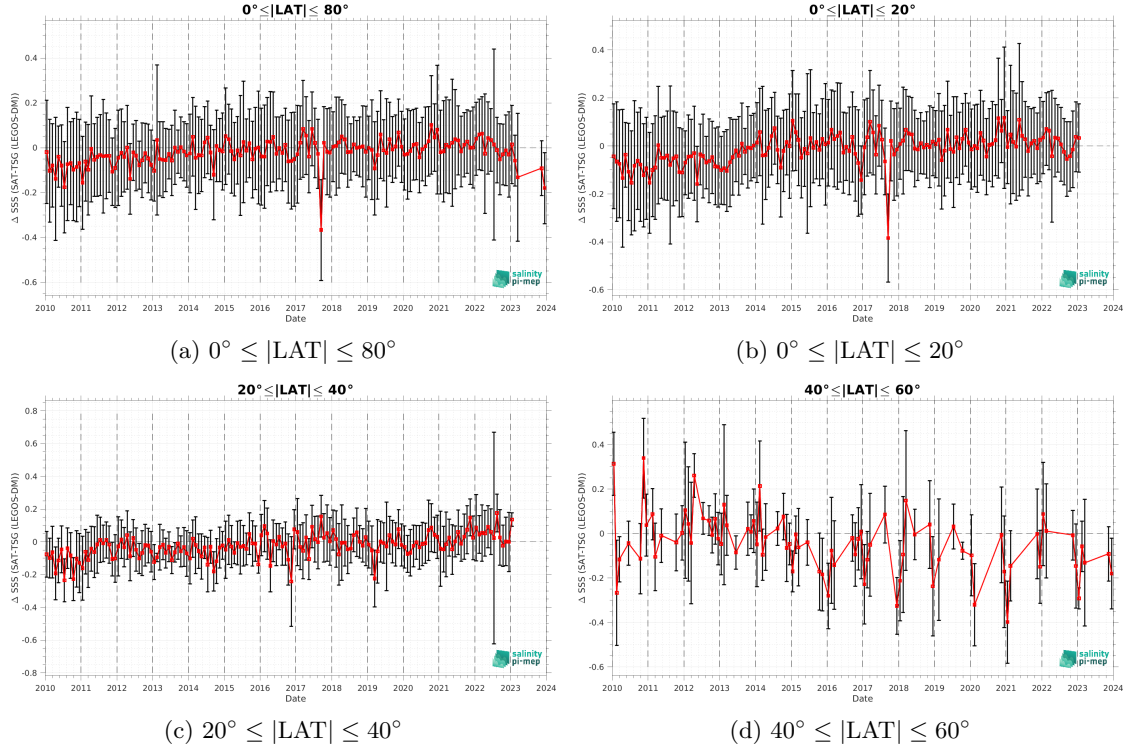 0°≤|LAT|≤ 80°
Δ SSS (SAT-TSG (LEGOS-DM))
0.4
0.2
0
-0.2
-0.4
-0.6
2010 2011 2012 2013 2014 2015 2016 2017 2018 2019 2020 2021 2022 2023 2024
Date
salinity
pi-mep
(a) 0° ≤ |LAT| ≤ 80°
0°≤|LAT|≤ 20°
Δ SSS (SAT-TSG (LEGOS-DM))
0.4
0.2
0
-0.2
-0.4
-0.6
2010 2011 2012 2013 2014 2015 2016 2017 2018 2019 2020 2021 2022 2023 2024
Date
salinity
pi-mep
(b) 0° ≤ |LAT| ≤ 20°
20°≤|LAT|≤ 40°
Δ SSS (SAT-TSG (LEGOS-DM))
0.8
0.6
0.4
0.2
0
-0.2
-0.4
-0.6
-0.8
2010 2011 2012 2013 2014 2015 2016 2017 2018 2019 2020 2021 2022 2023 2024
Date
salinity
pi-mep
(c) 20° ≤ |LAT| ≤ 40°
40°≤|LAT|≤ 60°
Δ SSS (SAT-TSG (LEGOS-DM))
0.4
0.2
0
-0.2
-0.4
-0.6
2010 2011 2012 2013 2014 2015 2016 2017 2018 2019 2020 2021 2022 2023 2024
Date
salinity
pi-mep
(d) 40° ≤ |LAT| ≤ 60°